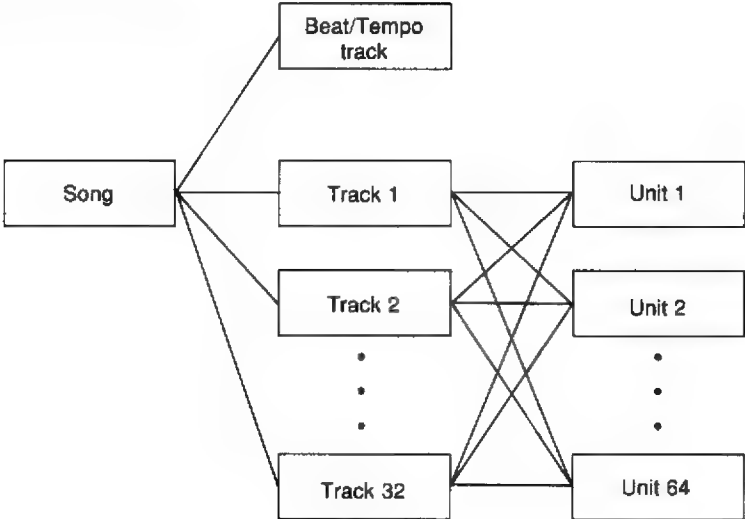 Beat/Tempo
track
Song
Track 1
Unit 1
Track 2
Unit 2
Track 32
Unit 64